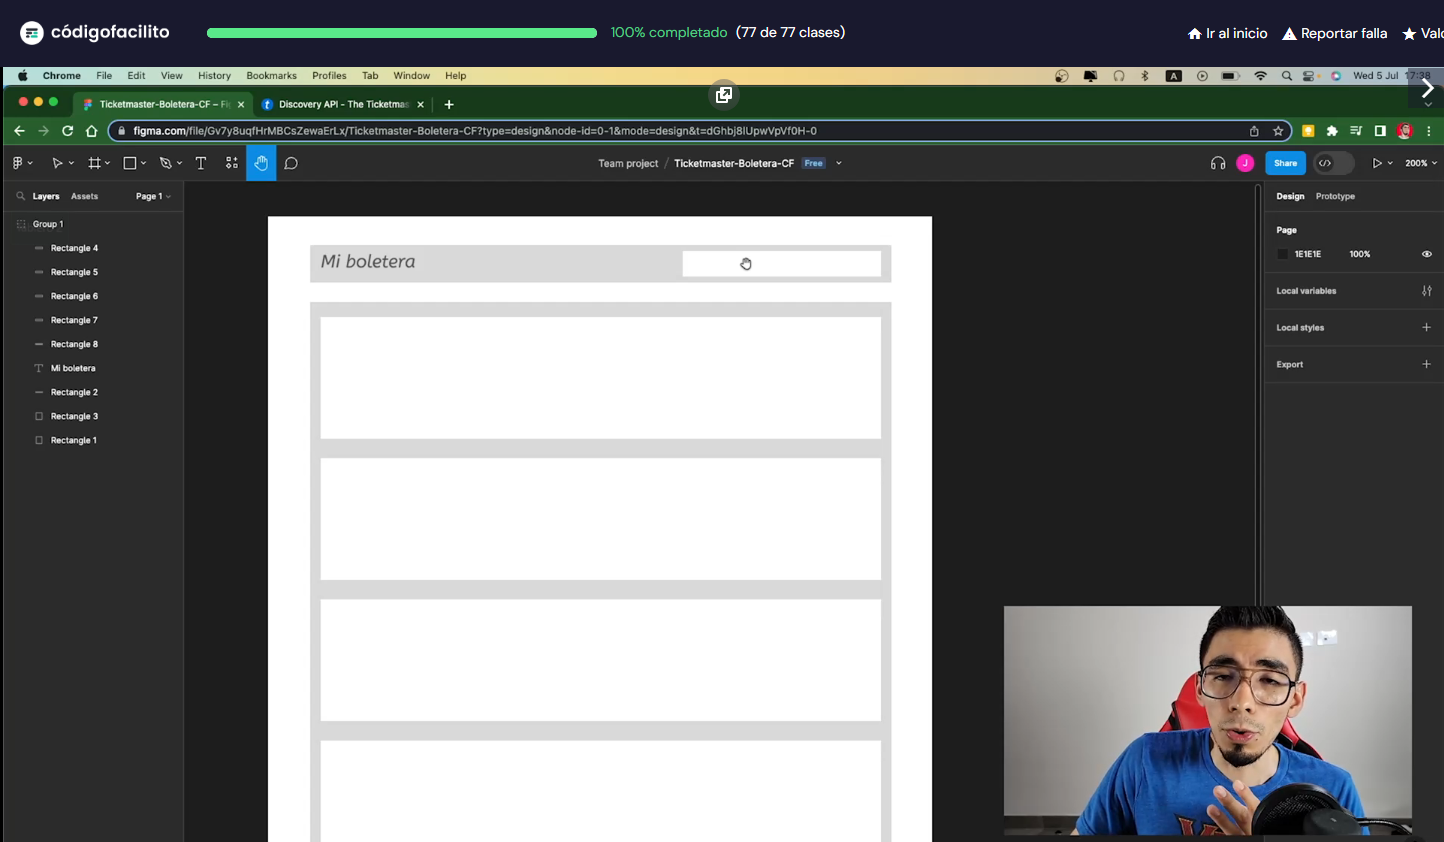 códigofacilito
100% completado (77 de 77 clases)
Ir al inicio
Reportar falla
Chrome File Edit View History Bookmarks Profiles Tab Window Help
A
Wed 5 Jul 17:38
Ticketmaster-Boletera-CF – Fi
Discovery API - The Ticketmas
figma.com/file/Gv7y8uqfHrMBCsZewaErLx/Ticketmaster-Boletera-CF?type=design&node-id=0-1&mode=design&t=dGhbj8lUpwVpVf0H-0
Team project / Ticketmaster-Boletera-CF Free
J
Share
200%
Layers Assets Page 1
Design Prototype
Group 1
Rectangle 4
Rectangle 5
Rectangle 6
Rectangle 7
Rectangle 8
Mi boletera
Rectangle 2
Rectangle 3
Rectangle 1
Mi boletera
Page
1E1E1E 100%
Local variables
Local styles
Export